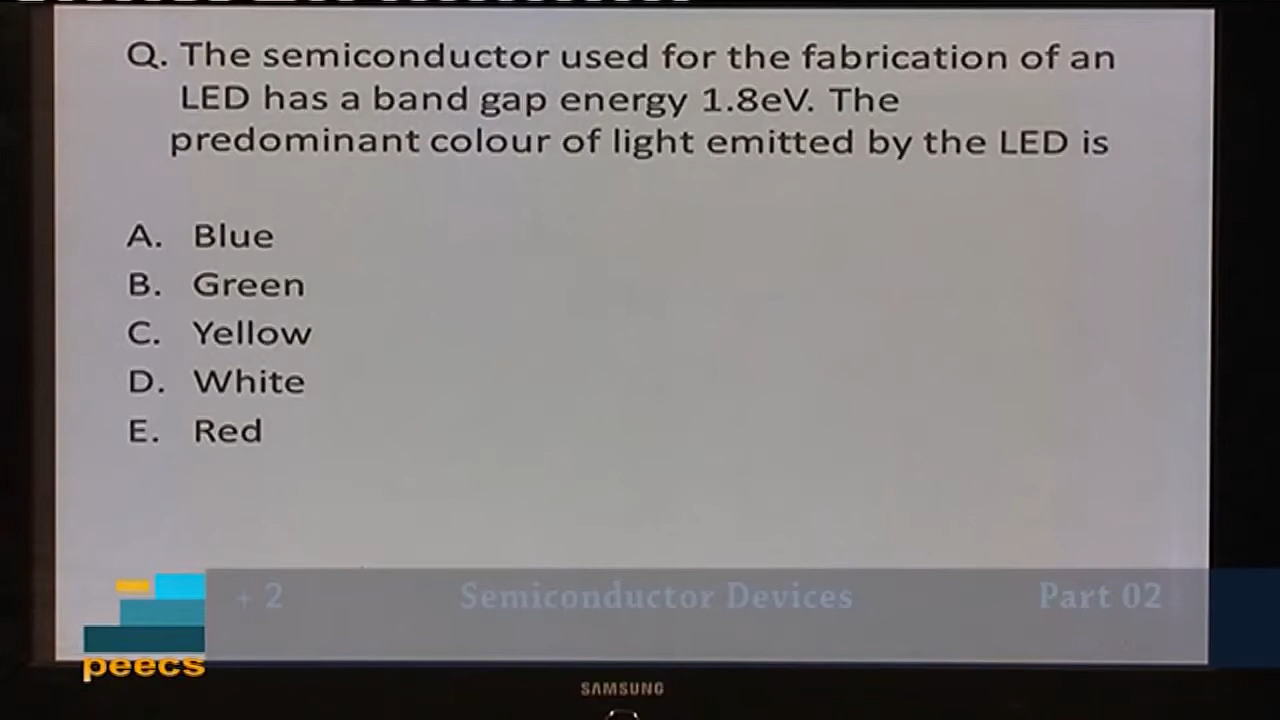 Q. The semiconductor used for the fabrication of an
LED has a band gap energy 1.8eV. The
predominant colour of light emitted by the LED is
A. Blue
B. Green
C. Yellow
D. White
E. Red
+ 2 Semiconductor Devices Part 02
peecs
SAMSUNG